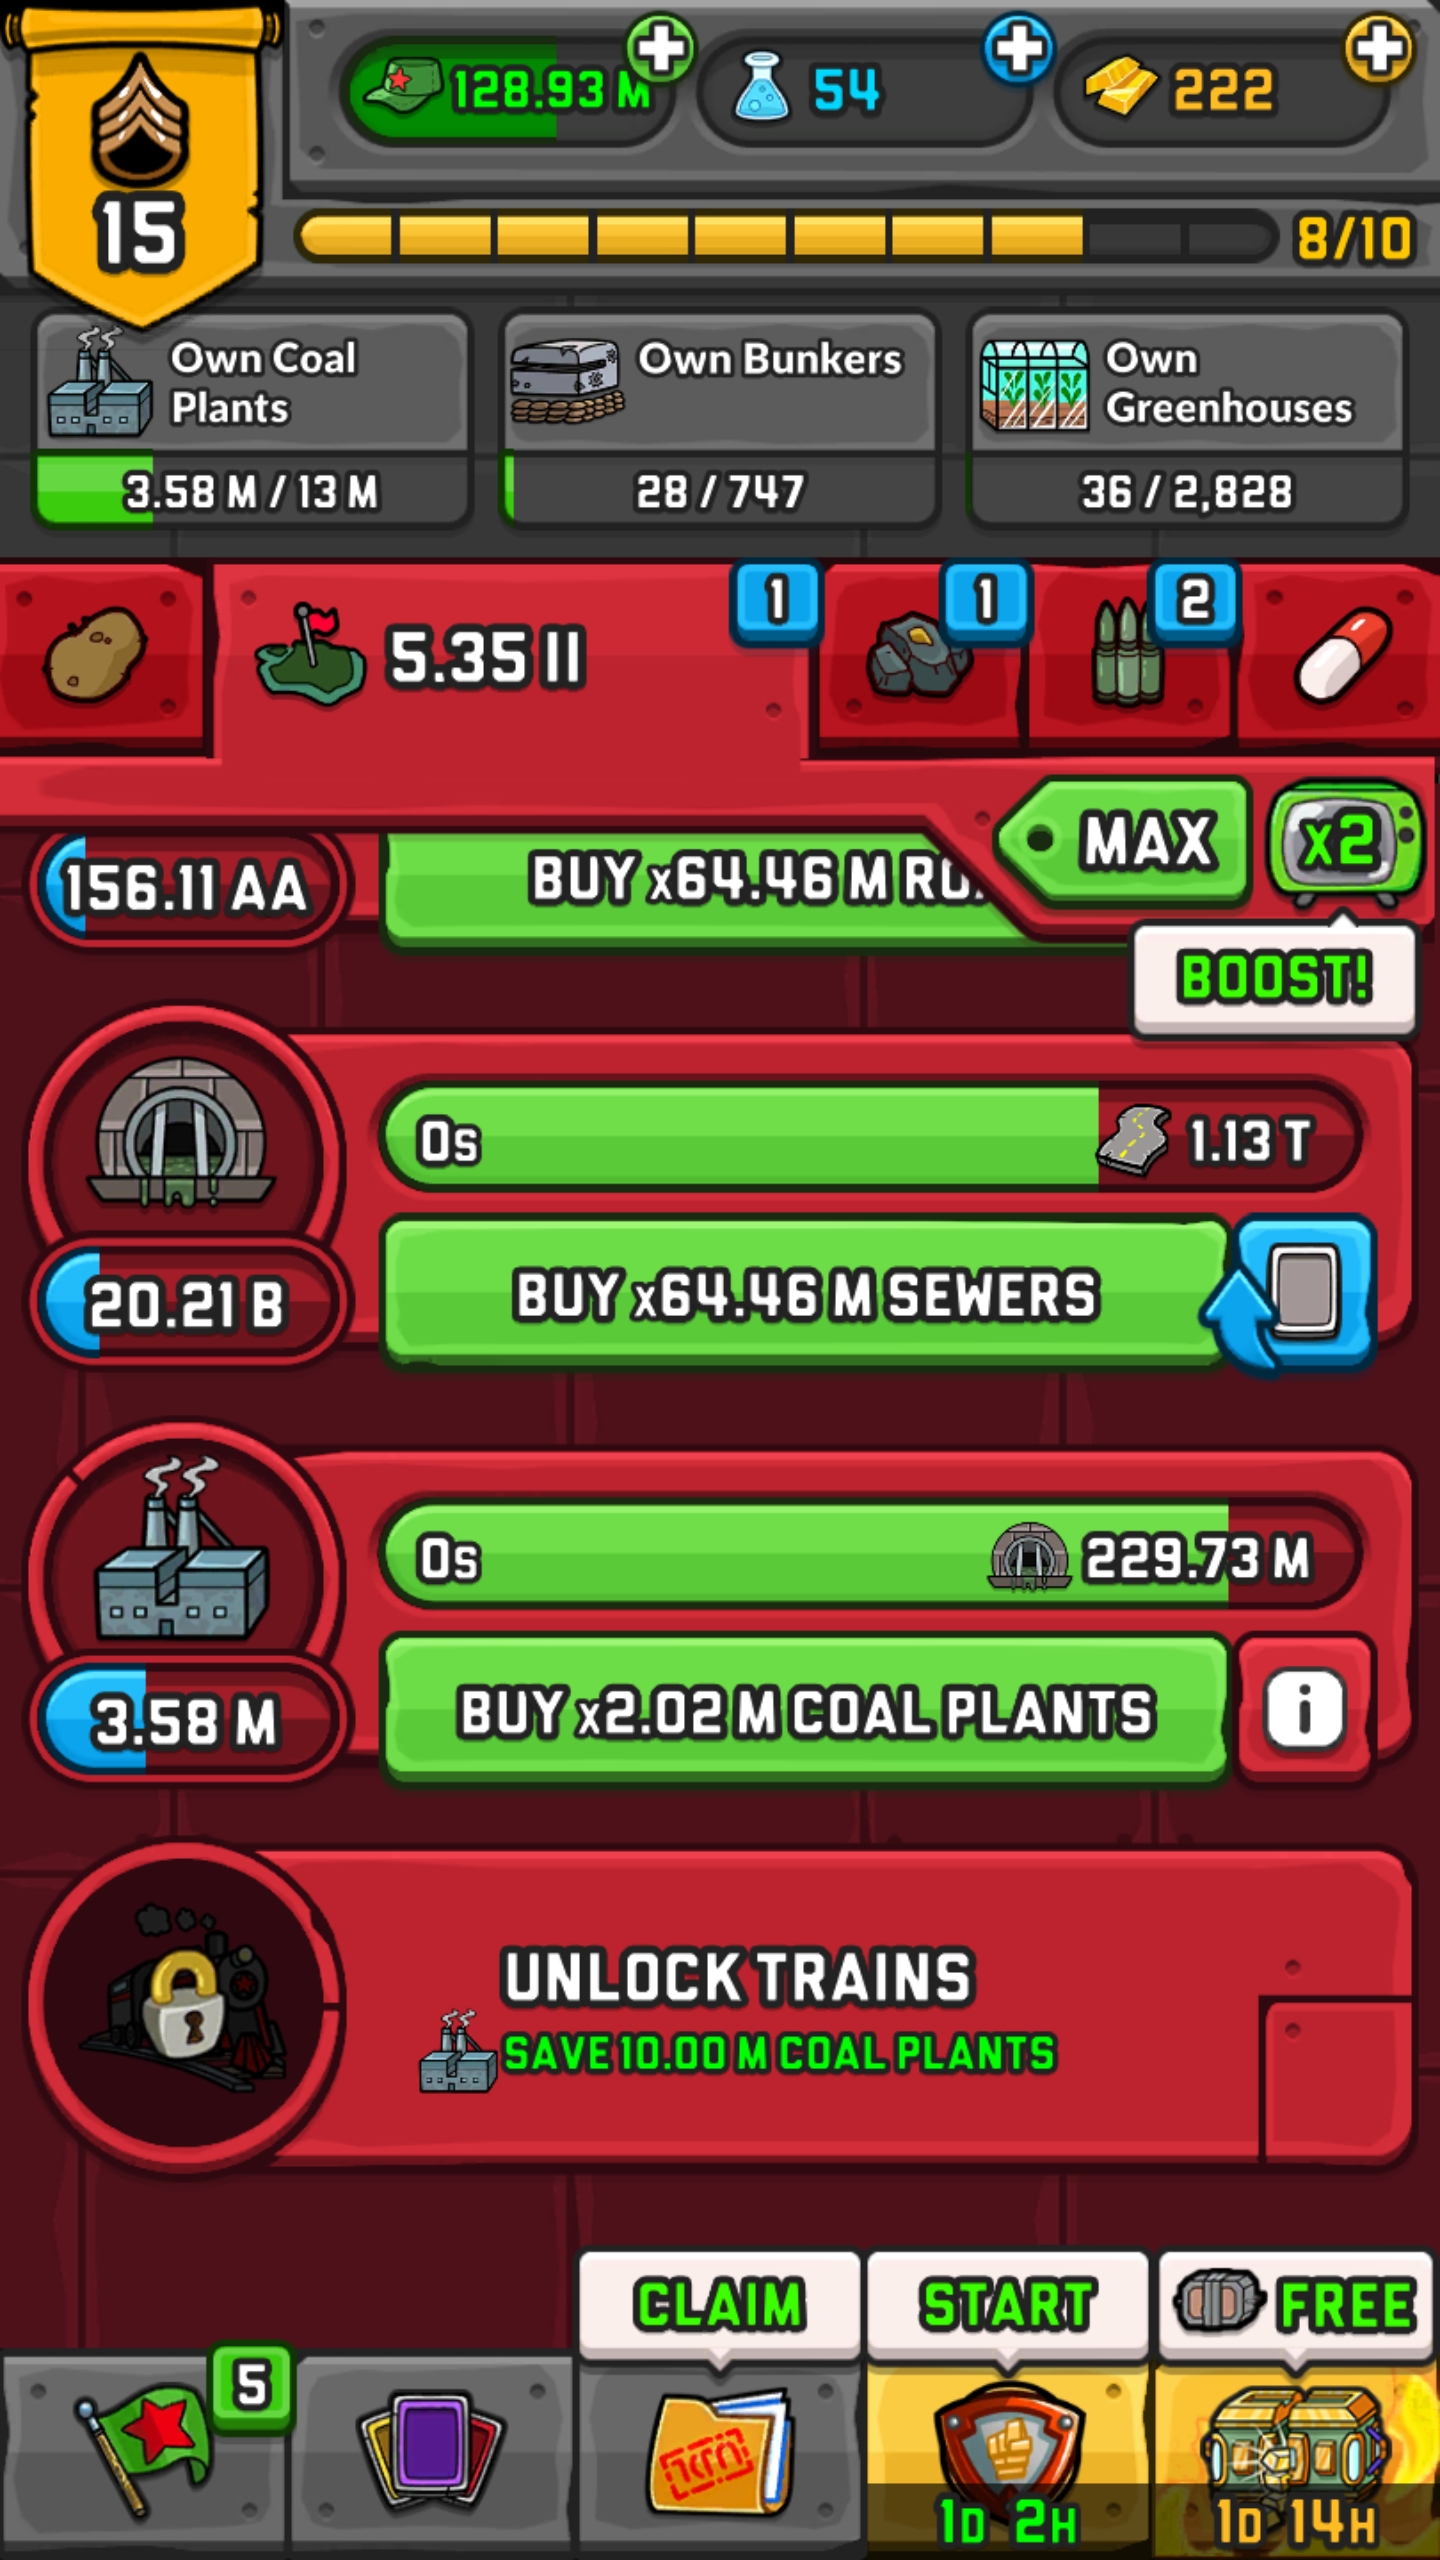 128.93 M
54
222
15
8/10
Own Coal
Plants
Own Bunkers
Own
Greenhouses
3.58 M / 13 M
28 / 747
36 / 2,828
5.35 II
1
1
2
MAX
x2
156.11 AA
BUY x64.46 M
BOOST!
0s
1.13 T
20.21 B
BUY x64.46 M SEWERS
0s
229.73 M
3.58 M
BUY x2.02 M COAL PLANTS
i
UNLOCK TRAINS
SAVE 10.00 M COAL PLANTS
CLAIM
START
FREE
5
1D 2H
1D 14H